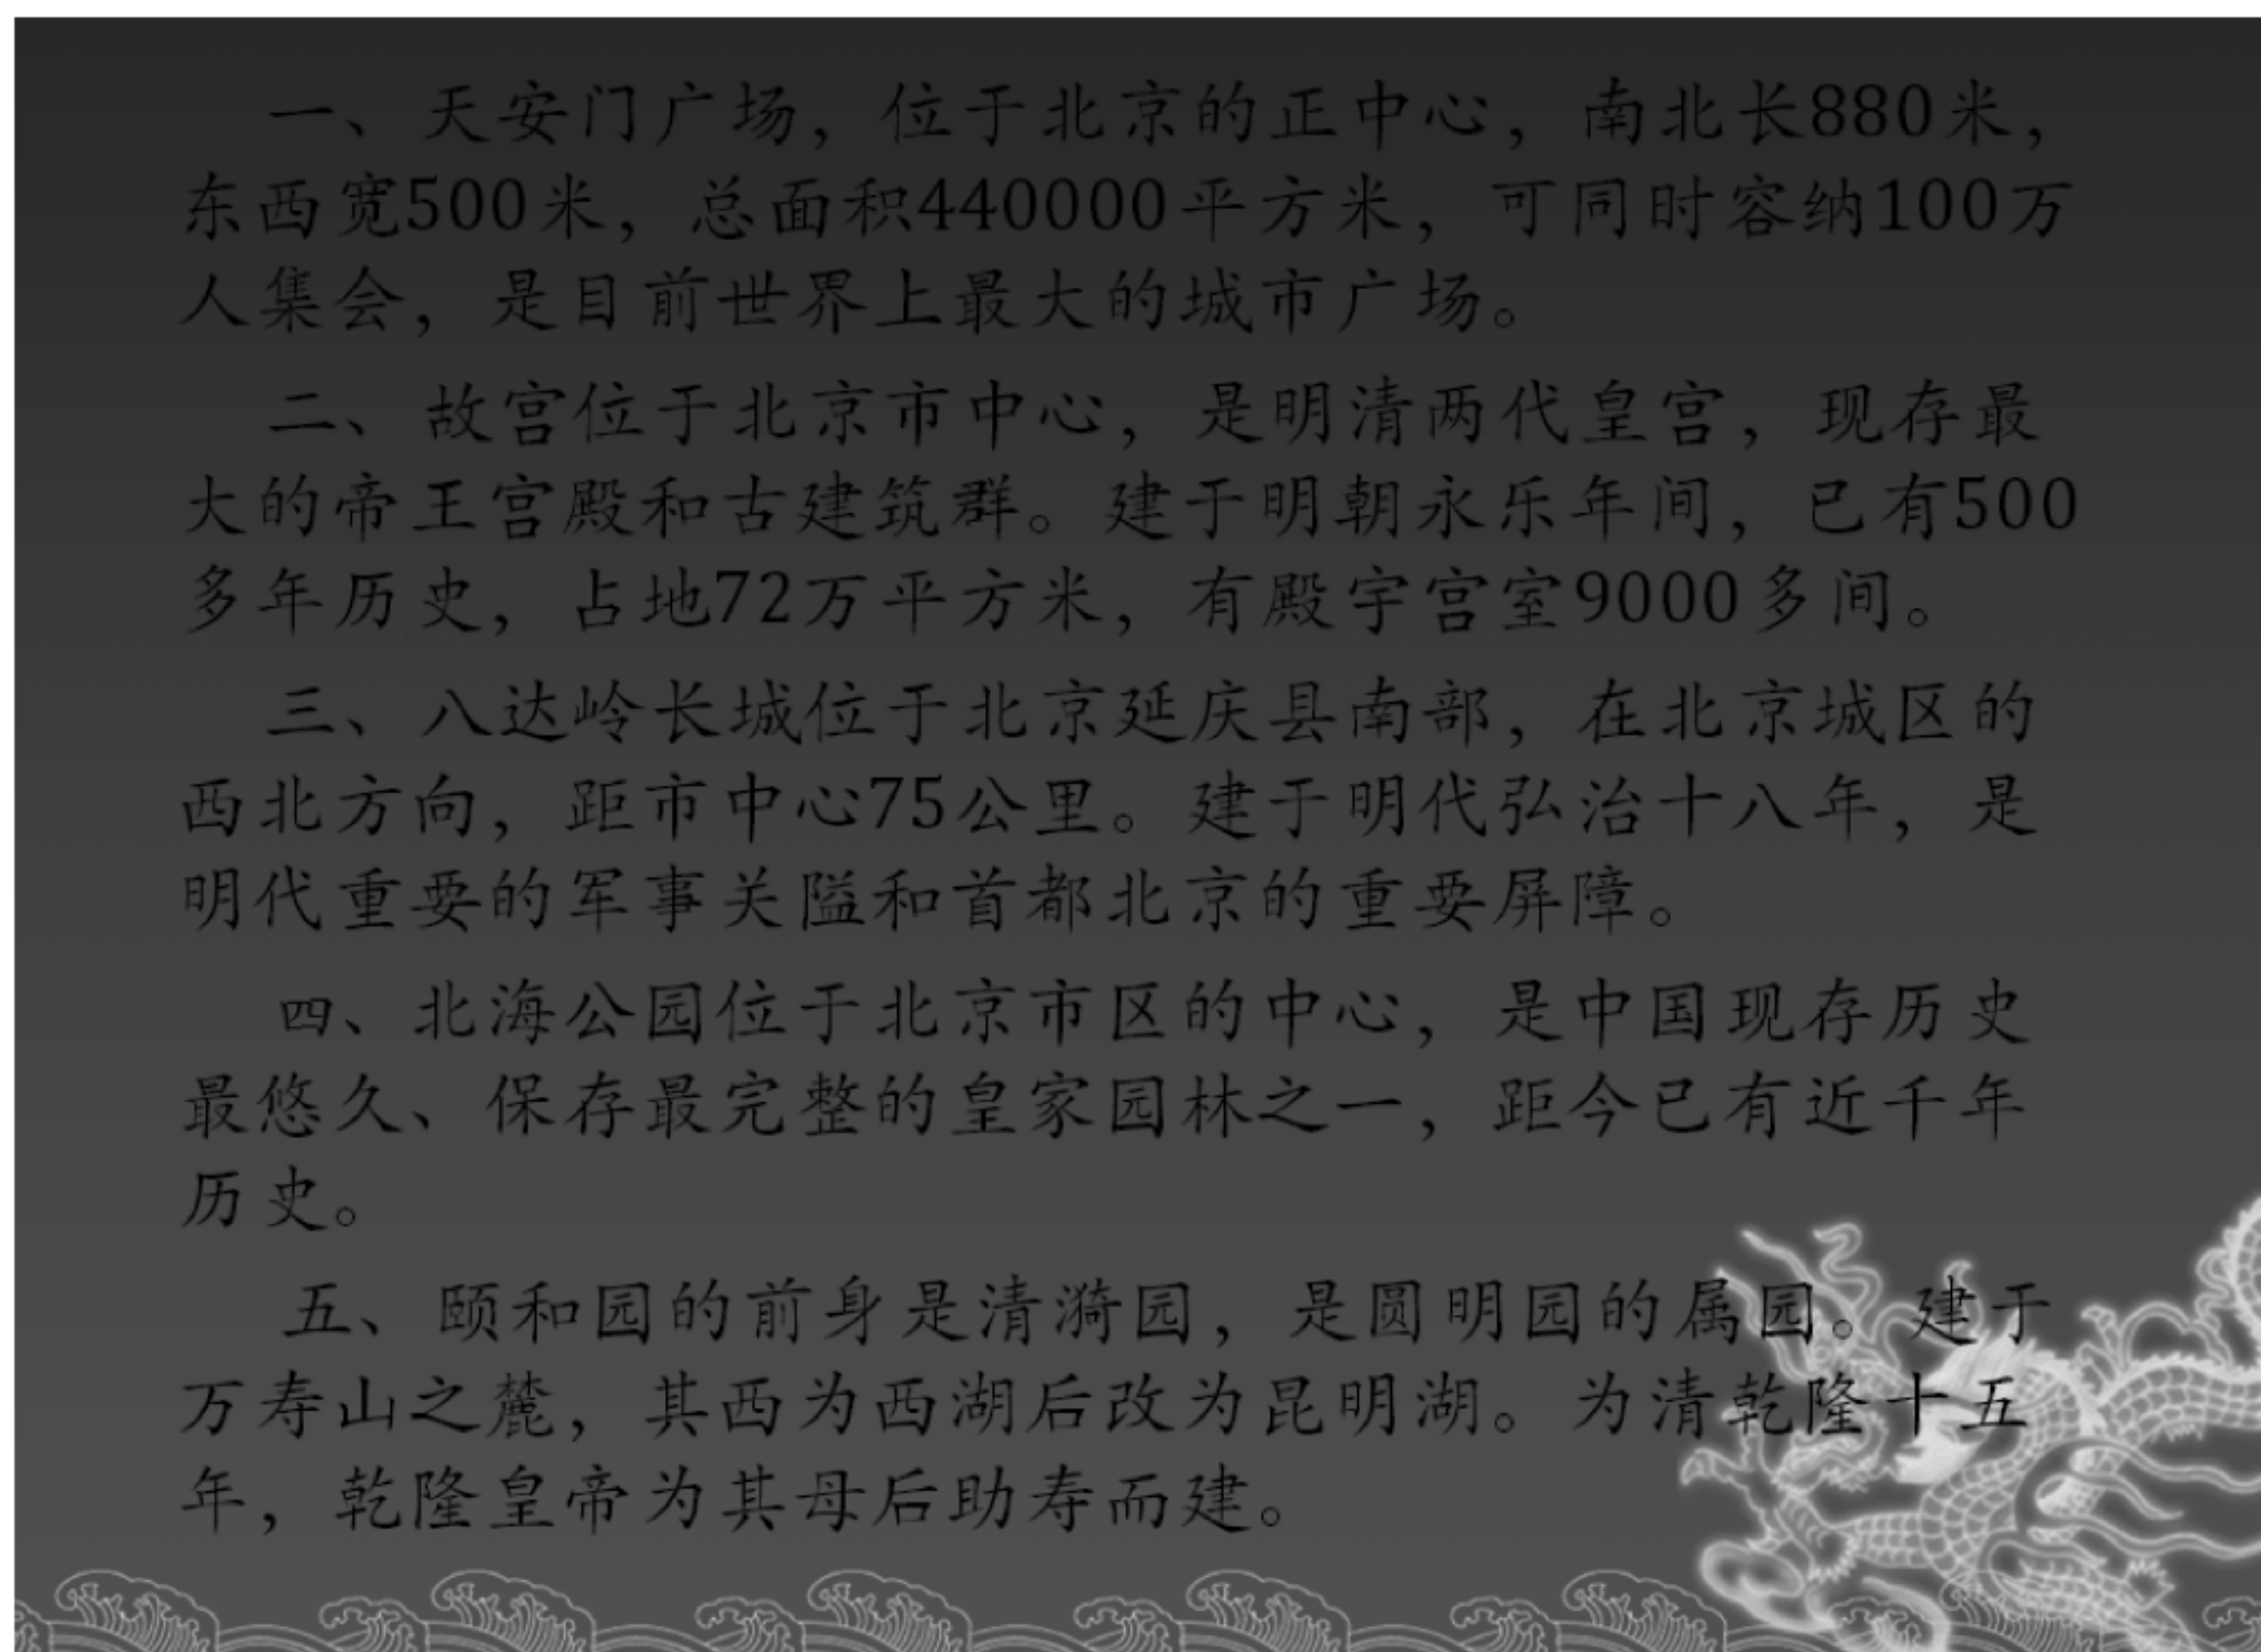 一、天安门广场，位于北京的正中心，南北长880米，
东西宽500米，总面积440000平方米，可同时容纳100万
人集会，是目前世界上最大的城市广场。
二、故宫位于北京市中心，是明清两代皇宫，现存最
大的帝王宫殿和古建筑群。建于明朝永乐年间，已有500
多年历史，占地72万平方米，有殿宇宫室9000多间。
三、八达岭长城位于北京延庆县南部，在北京城区的
西北方向，距市中心75公里。建于明代弘治十八年，是
明代重要的军事关隘和首都北京的重要屏障。
四、北海公园位于北京市区的中心，是中国现存历史
最悠久、保存最完整的皇家园林之一，距今已有近千年
历史。
五、颐和园的前身是清漪园，是圆明园的属园。建于
万寿山之麓，其西为西湖后改为昆明湖。为清乾隆十五
年，乾隆皇帝为其母后助寿而建。